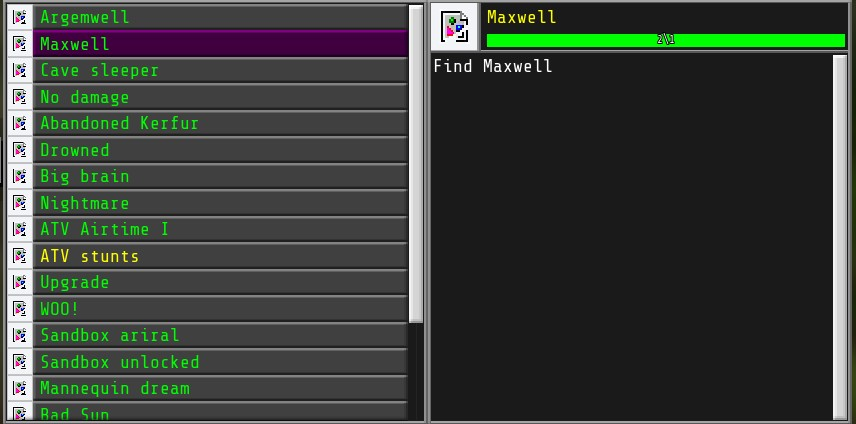 Argemwell
Maxwell
Cave sleeper
No damage
Abandoned Kerfur
Drowned
Big brain
Nightmare
ATV Airtime I
ATV stunts
Upgrade
WOO!
Sandbox ariral
Sandbox unlocked
Mannequin dream
Bad Sun
Maxwell
2\1
Find Maxwell